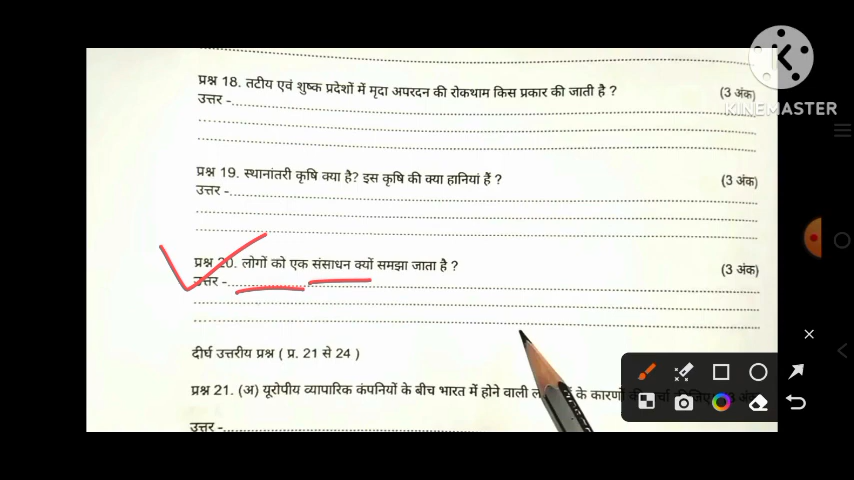 प्रश्न 18. तटीय एवं शुष्क प्रदेशों में मृदा अपरदन की रोकथाम किस प्रकार की जाती है ? (3 अंक)
उत्तर -
KINEMASTER
प्रश्न 19. स्थानांतरी कृषि क्या है? इस कृषि की क्या हानियां हैं ? (3 अंक)
उत्तर -
प्रश्न 20. लोगों को एक संसाधन क्यों समझा जाता है ? (3 अंक)
उत्तर -
दीर्घ उत्तरीय प्रश्न ( प्र. 21 से 24 )
प्रश्न 21. (अ) यूरोपीय व्यापारिक कंपनियों के बीच भारत में होने वाली के कारणों
उत्तर -